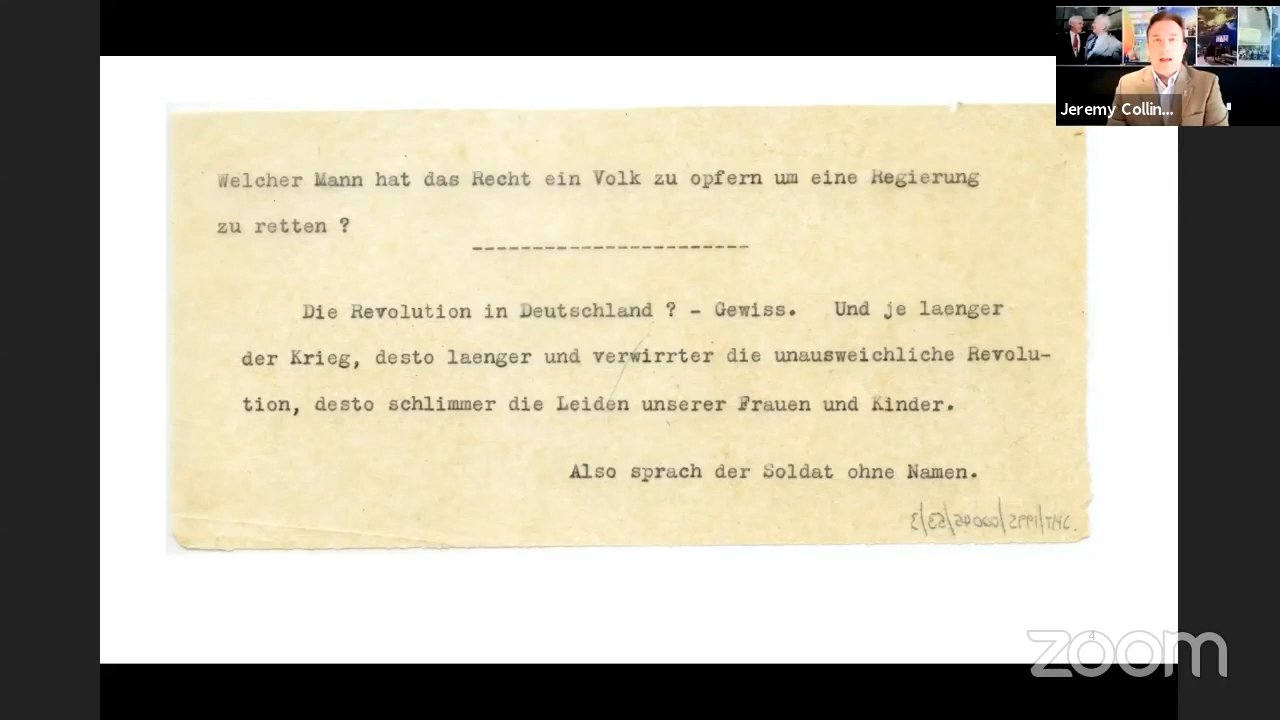 Jeremy Collin...
Welcher Mann hat das Recht ein Volk zu opfern um eine Regierung
zu retten ?
-----------------------
Die Revolution in Deutschland ? - Gewiss. Und je laenger
der Krieg, desto laenger und verwirrter die unausweichliche Revolu-
tion, desto schlimmer die Leiden unserer Frauen und Kinder.
Also sprach der Soldat ohne Namen.
4
zoom